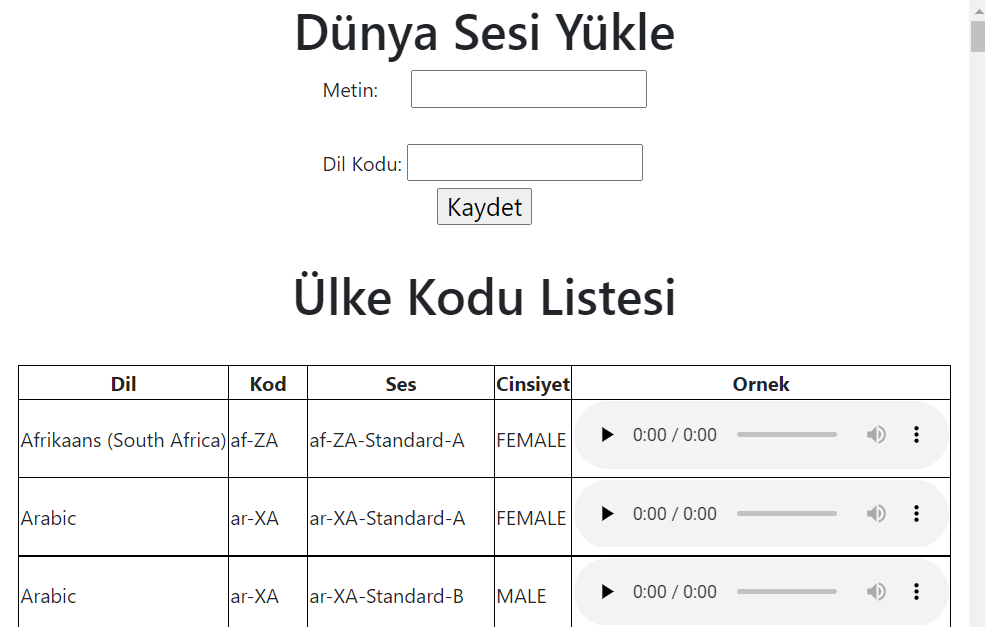 Dünya Sesi Yükle
Metin:
Dil Kodu:
Kaydet
Ülke Kodu Listesi
Dil Kod Ses Cinsiyet Ornek
Afrikaans (South Africa) af-ZA af-ZA-Standard-A FEMALE 0:00 / 0:00
Arabic ar-XA ar-XA-Standard-A FEMALE 0:00 / 0:00
Arabic ar-XA ar-XA-Standard-B MALE 0:00 / 0:00